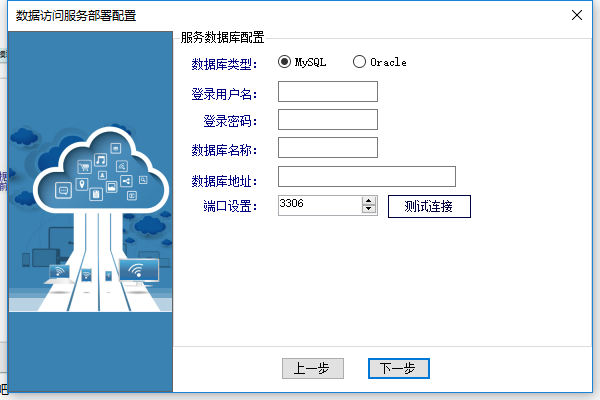 数据访问服务部署配置
服务数据库配置
数据库类型： MySQL Oracle
登录用户名：
登录密码：
数据库名称：
数据库地址：
端口设置： 3306 测试连接
上一步 下一步
吧